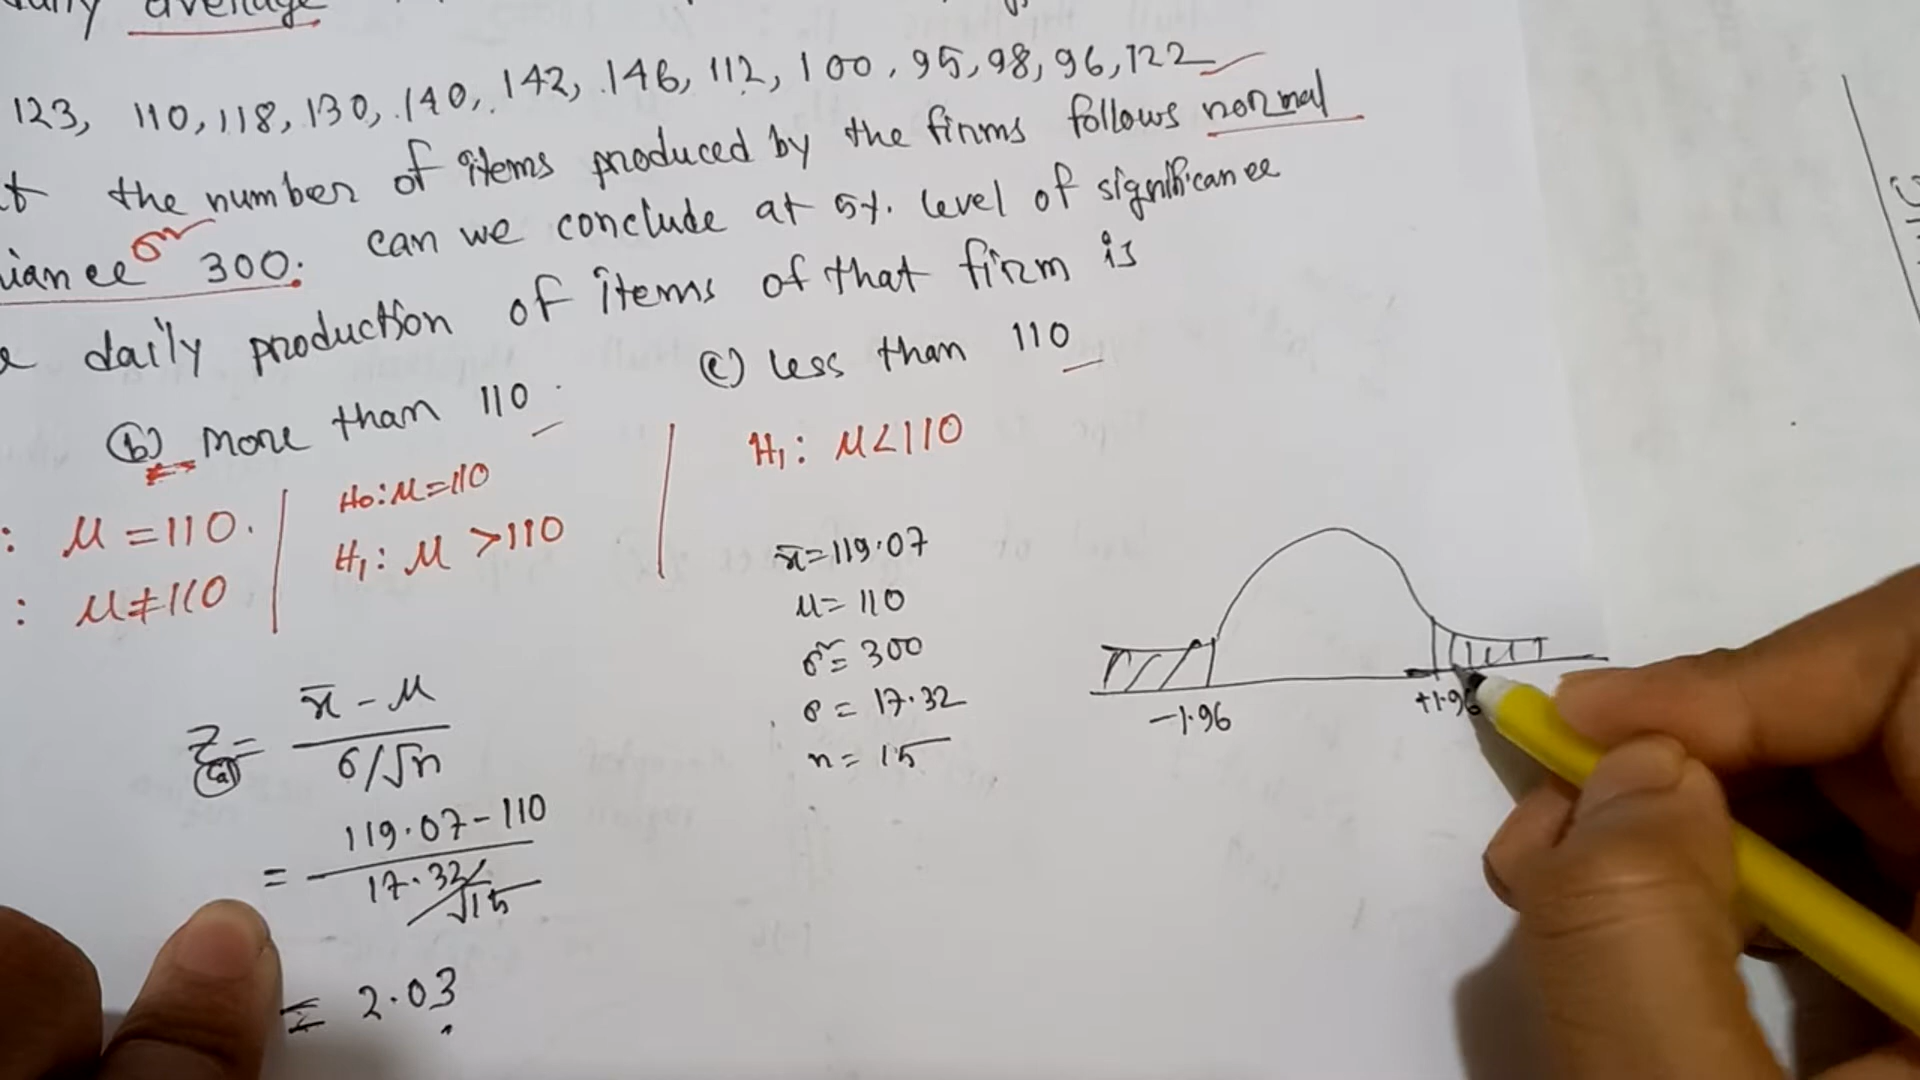 average
123, 110, 118, 130, 140, 142, 146, 112, 100, 95, 98, 96, 122
the number of items produced by the firms follows normal
iance σ² 300. can we conclude at 5%. level of significance
daily production of items of that firm is
(b) More than 110 (c) less than 110
: μ = 110. H₀: μ = 110 H₁: μ < 110
: μ ≠ 110 H₁: μ > 110
x̄ = 119.07
μ = 110
σ² = 300
σ = 17.32
n = 15
Z(a) = x̄ - μ / σ/√n
= 119.07 - 110 / 17.32/√15
= 2.03
-1.96 +1.96